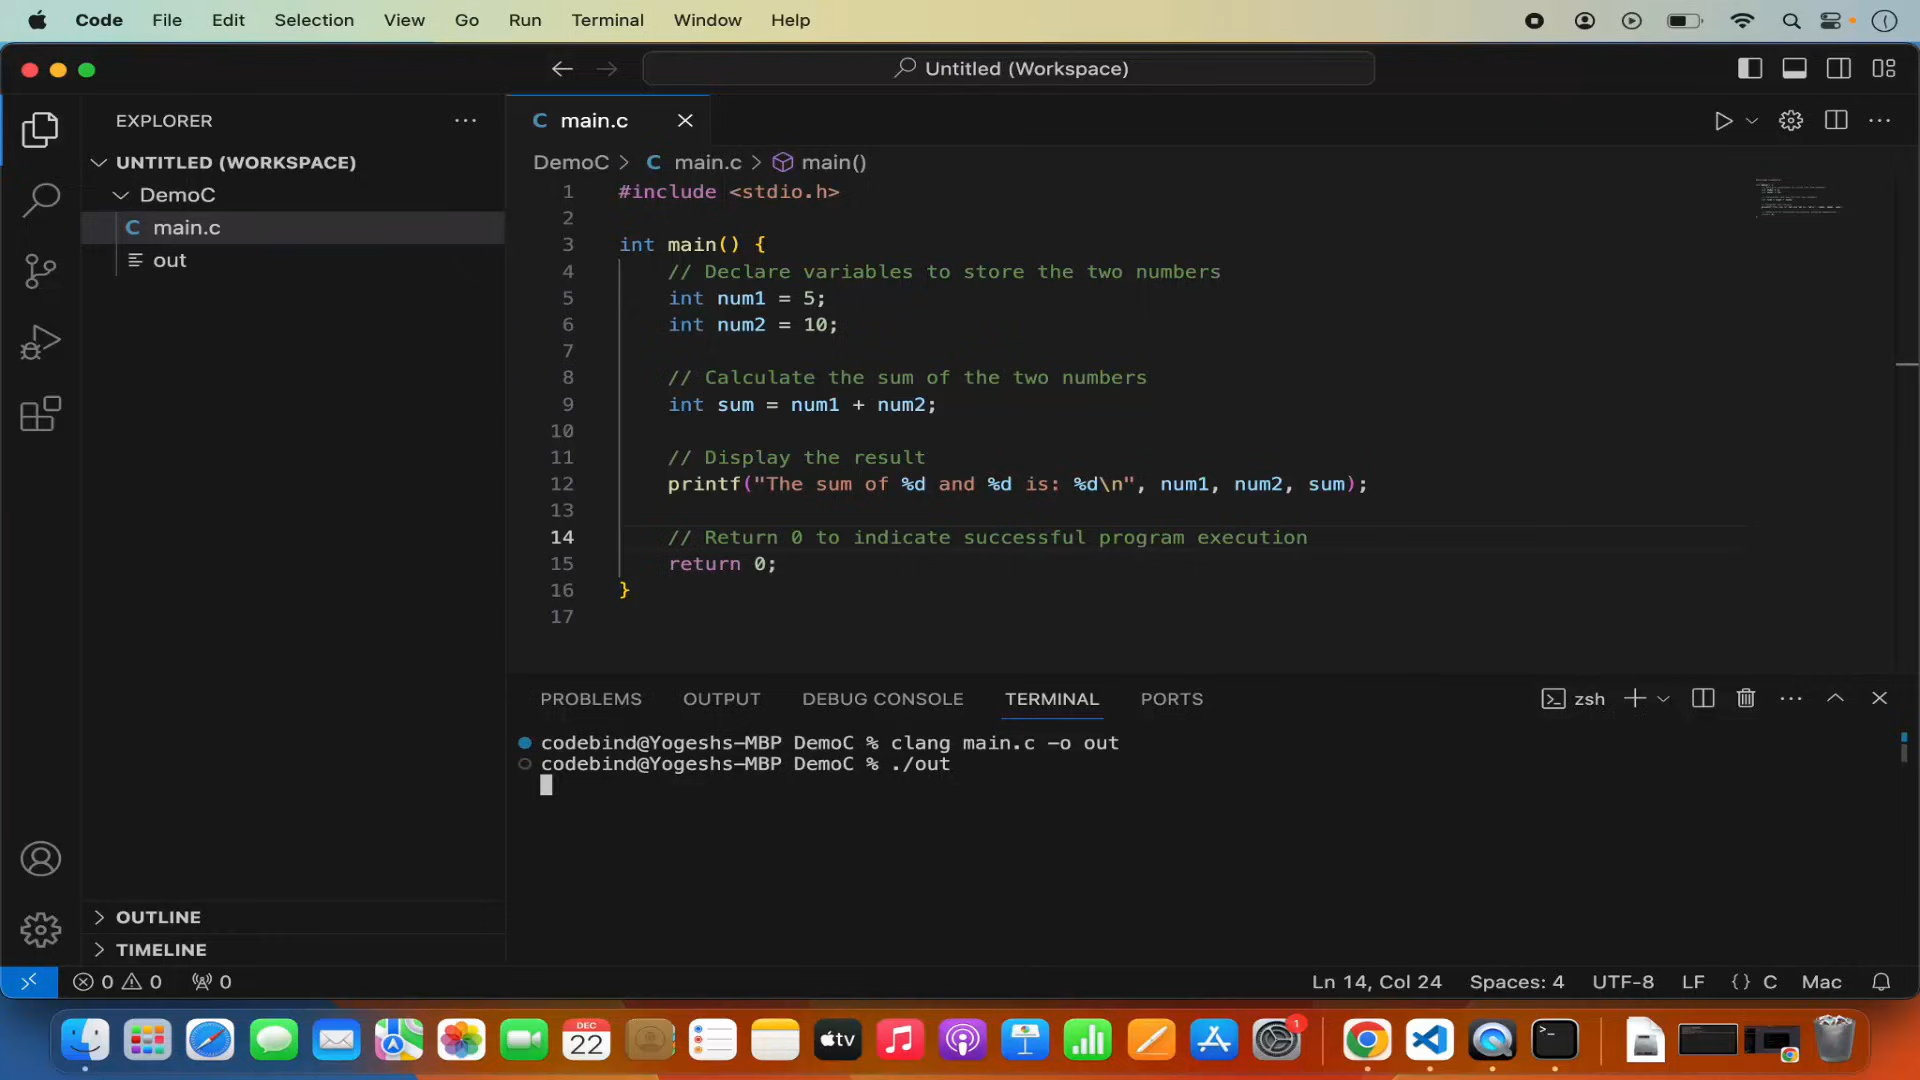 Code File Edit Selection View Go Run Terminal Window Help
Untitled (Workspace)
EXPLORER
UNTITLED (WORKSPACE)
DemoC
main.c
out
OUTLINE
TIMELINE
main.c
DemoC > C main.c > main()
1 #include <stdio.h>
2
3 int main() {
4 // Declare variables to store the two numbers
5 int num1 = 5;
6 int num2 = 10;
7
8 // Calculate the sum of the two numbers
9 int sum = num1 + num2;
10
11 // Display the result
12 printf("The sum of %d and %d is: %d\n", num1, num2, sum);
13
14 // Return 0 to indicate successful program execution
15 return 0;
16 }
17
PROBLEMS OUTPUT DEBUG CONSOLE TERMINAL PORTS
zsh
codebind@Yogeshs-MBP DemoC % clang main.c -o out
codebind@Yogeshs-MBP DemoC % ./out
0 0 0
Ln 14, Col 24 Spaces: 4 UTF-8 LF {} C Mac
DEC
22
tv
1